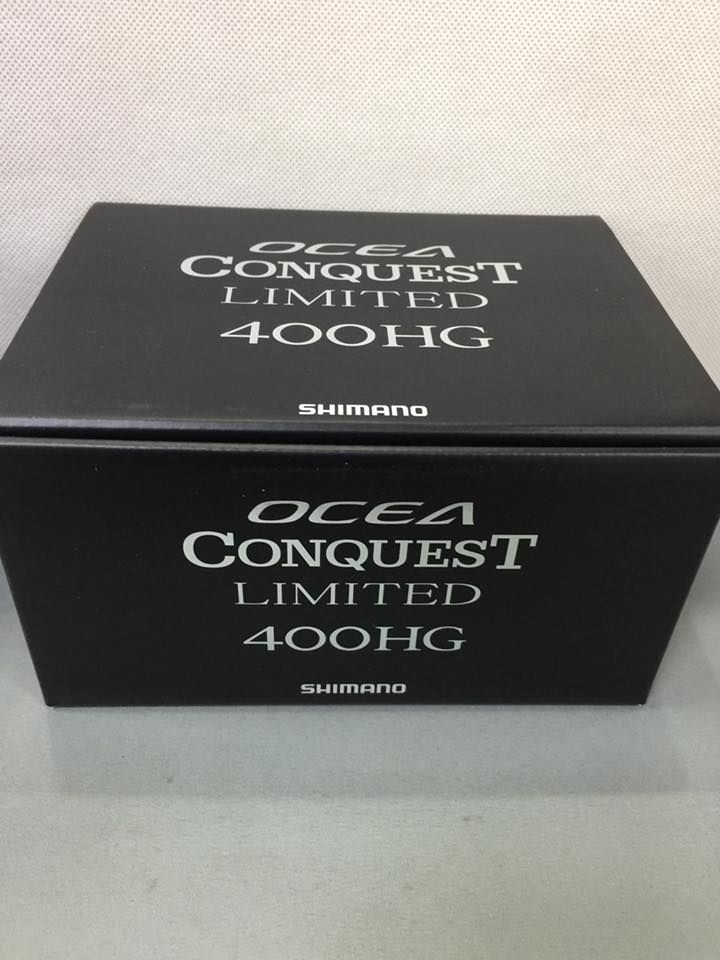 OCEA
CONQUEST
LIMITED
400HG
SHIMANO
OCEA
CONQUEST
LIMITED
400HG
SHIMANO